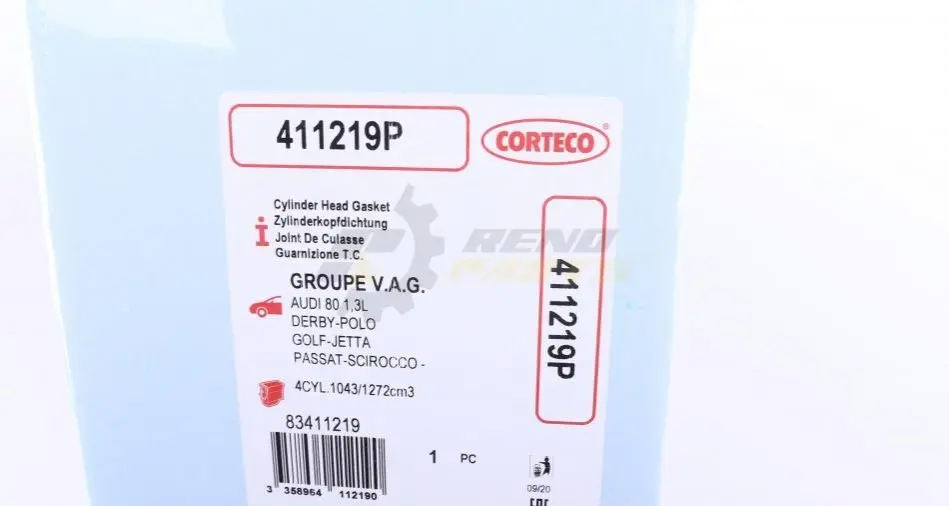 411219P
CORTECO®
Cylinder Head Gasket
Zylinderkopfdichtung
Joint De Culasse
Guarnizione T.C.
i
RENO
GROUPE V.A.G.
AUDI 80 1,3L
DERBY-POLO
GOLF-JETTA
PASSAT-SCIROCCO -
4CYL.1043/1272cm3
83411219
1 PC
3 358964 112190
09/20
EAC
411219P